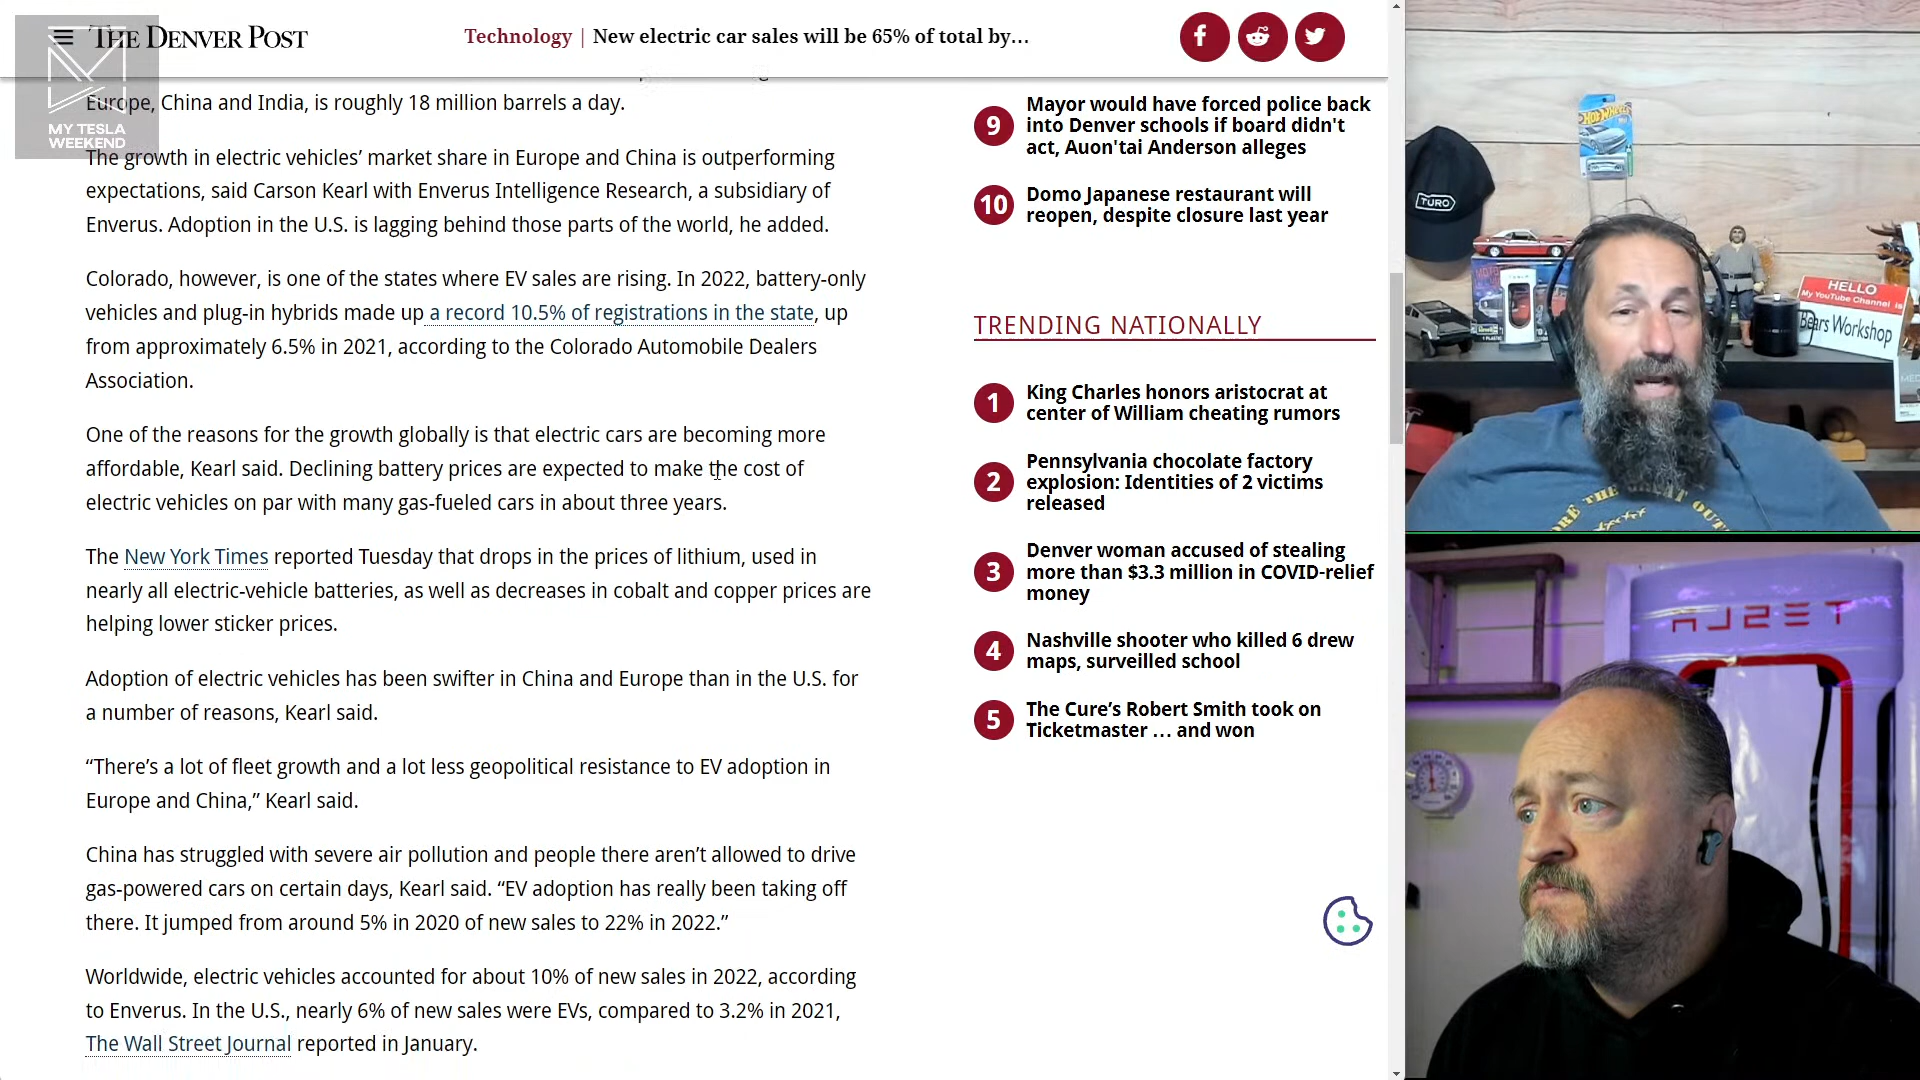 THE DENVER POST
Technology | New electric car sales will be 65% of total by...
MY TESLA
WEEKEND
Europe, China and India, is roughly 18 million barrels a day.
The growth in electric vehicles’ market share in Europe and China is outperforming
expectations, said Carson Kearl with Enverus Intelligence Research, a subsidiary of
Enverus. Adoption in the U.S. is lagging behind those parts of the world, he added.
Colorado, however, is one of the states where EV sales are rising. In 2022, battery-only
vehicles and plug-in hybrids made up a record 10.5% of registrations in the state, up
from approximately 6.5% in 2021, according to the Colorado Automobile Dealers
Association.
One of the reasons for the growth globally is that electric cars are becoming more
affordable, Kearl said. Declining battery prices are expected to make the cost of
electric vehicles on par with many gas-fueled cars in about three years.
The New York Times reported Tuesday that drops in the prices of lithium, used in
nearly all electric-vehicle batteries, as well as decreases in cobalt and copper prices are
helping lower sticker prices.
Adoption of electric vehicles has been swifter in China and Europe than in the U.S. for
a number of reasons, Kearl said.
“There’s a lot of fleet growth and a lot less geopolitical resistance to EV adoption in
Europe and China,” Kearl said.
China has struggled with severe air pollution and people there aren’t allowed to drive
gas-powered cars on certain days, Kearl said. “EV adoption has really been taking off
there. It jumped from around 5% in 2020 of new sales to 22% in 2022.”
Worldwide, electric vehicles accounted for about 10% of new sales in 2022, according
to Enverus. In the U.S., nearly 6% of new sales were EVs, compared to 3.2% in 2021,
The Wall Street Journal reported in January.
9
Mayor would have forced police back
into Denver schools if board didn't
act, Auon'tai Anderson alleges
10
Domo Japanese restaurant will
reopen, despite closure last year
TRENDING NATIONALLY
1
King Charles honors aristocrat at
center of William cheating rumors
2
Pennsylvania chocolate factory
explosion: Identities of 2 victims
released
3
Denver woman accused of stealing
more than $3.3 million in COVID-relief
money
4
Nashville shooter who killed 6 drew
maps, surveilled school
5
The Cure’s Robert Smith took on
Ticketmaster … and won
HOT WHEELS
TURO
HELLO
My YouTube Channel is
Bears Workshop
THE GREAT OUT
TESLA